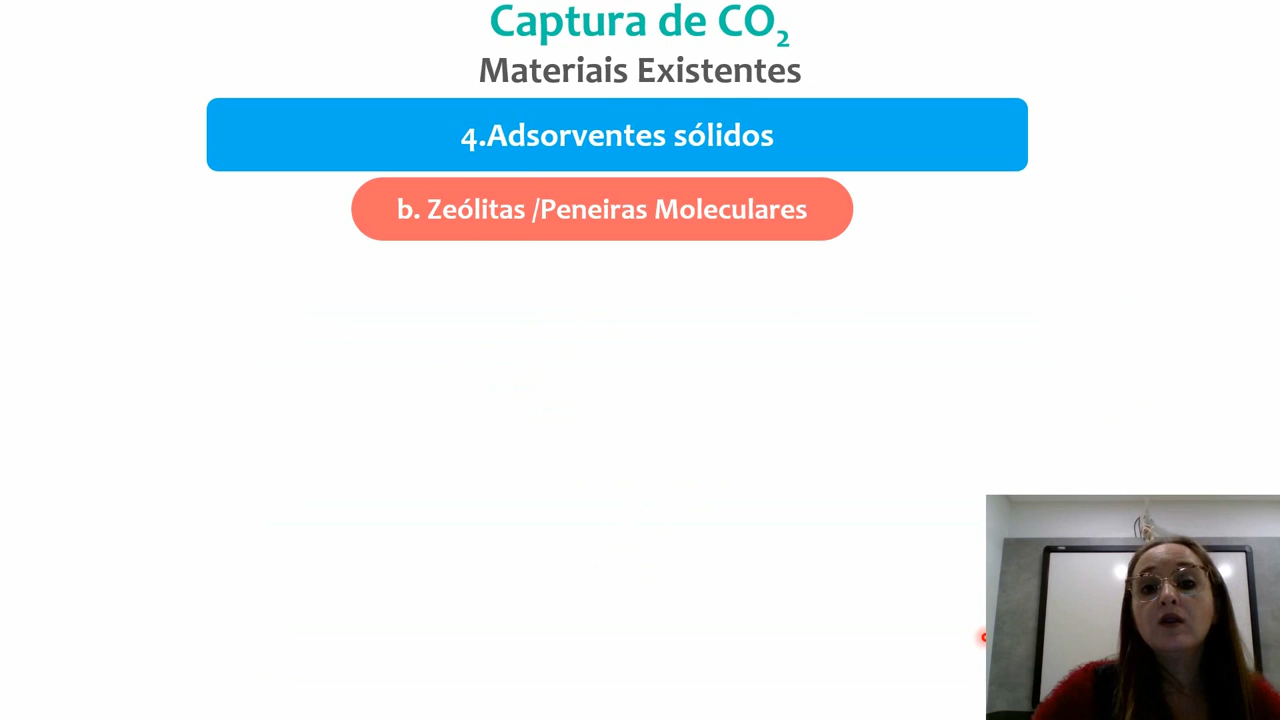 Captura de CO₂
Materiais Existentes
4.Adsorventes sólidos
b. Zeólitas /Peneiras Moleculares